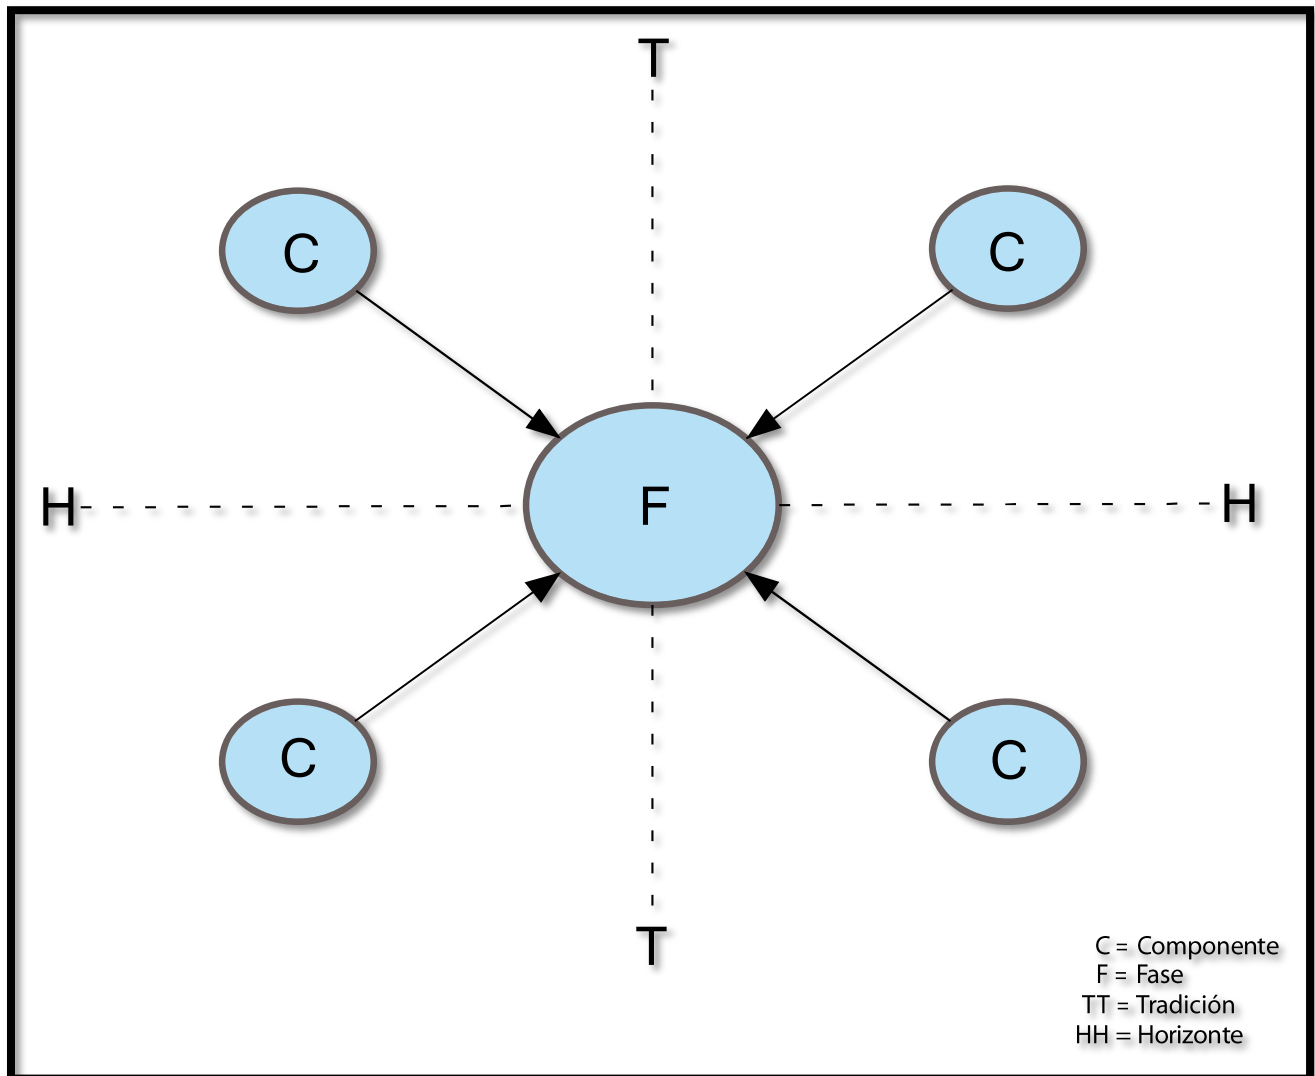 T
C
C
H
F
H
C
C
T
C = Componente
F = Fase
TT = Tradición
HH = Horizonte